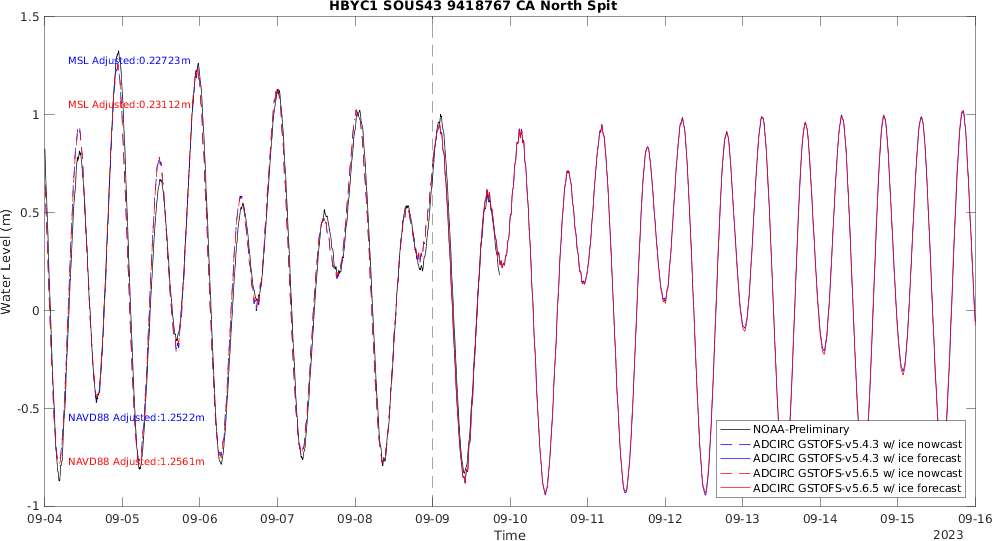 HBYC1 SOUS43 9418767 CA North Spit
1.5
1
0.5
0
-0.5
-1
Water Level (m)
MSL Adjusted:0.22723m
MSL Adjusted:0.23112m
NAVD88 Adjusted:1.2522m
NAVD88 Adjusted:1.2561m
NOAA-Preliminary
ADCIRC GSTOFS-v5.4.3 w/ ice nowcast
ADCIRC GSTOFS-v5.4.3 w/ ice forecast
ADCIRC GSTOFS-v5.6.5 w/ ice nowcast
ADCIRC GSTOFS-v5.6.5 w/ ice forecast
09-04 09-05 09-06 09-07 09-08 09-09 09-10 09-11 09-12 09-13 09-14 09-15 09-16
Time
2023